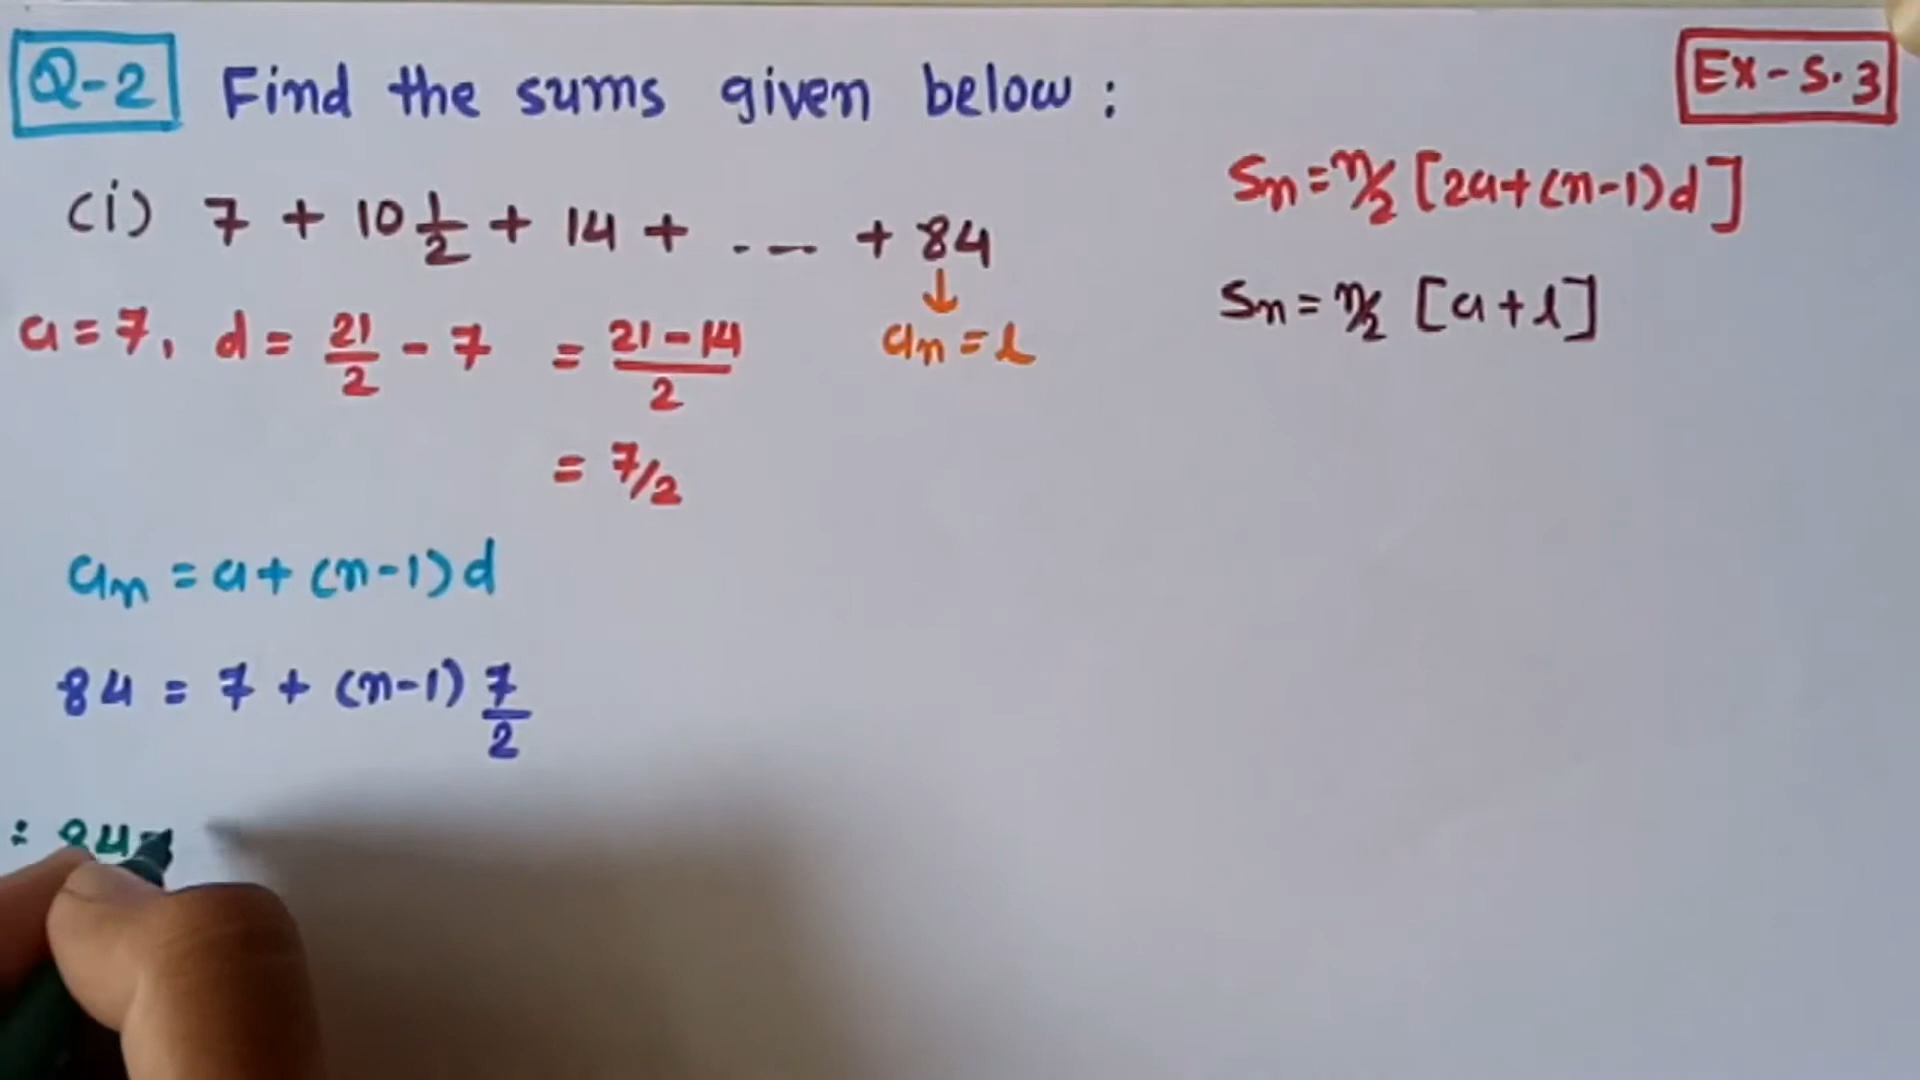 Q-2 Find the sums given below :
Ex-5.3
(i) 7 + 10 1/2 + 14 + ... + 84
Sn = n/2 [2a+(n-1)d]
↓
an = l
Sn = n/2 [a+l]
a = 7, d = 21/2 - 7 = 21-14/2
= 7/2
an = a + (n-1)d
84 = 7 + (n-1) 7/2
= 84